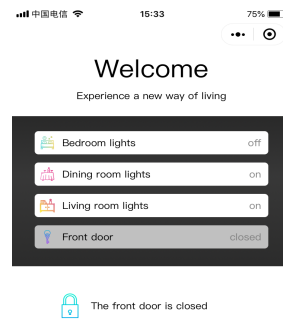 中国电信 15:33 75%
Welcome
Experience a new way of living
Bedroom lights off
Dining room lights on
Living room lights on
Front door closed
The front door is closed